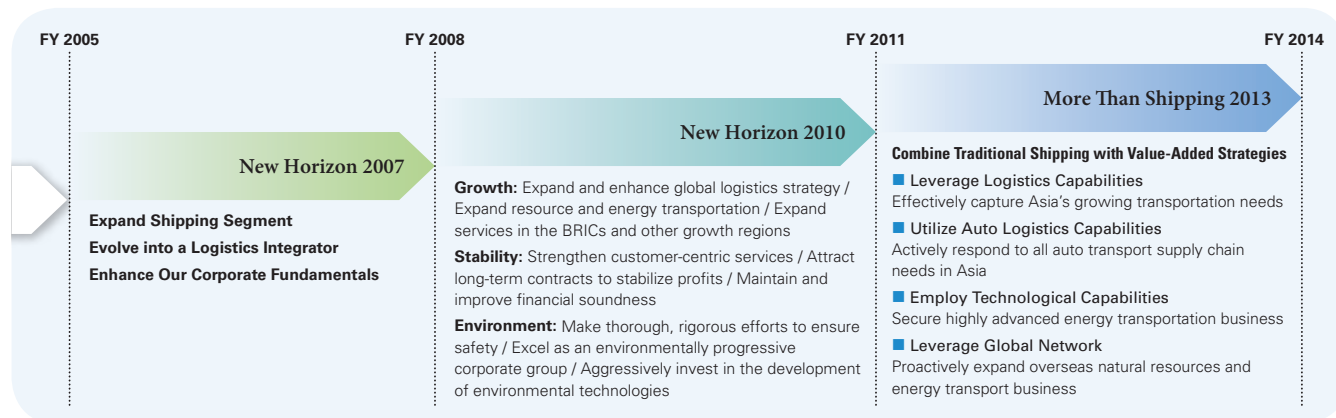 FY 2005
FY 2008
FY 2011
FY 2014
New Horizon 2007
Expand Shipping Segment
Evolve into a Logistics Integrator
Enhance Our Corporate Fundamentals
New Horizon 2010
Growth: Expand and enhance global logistics strategy /
Expand resource and energy transportation / Expand
services in the BRICs and other growth regions
Stability: Strengthen customer-centric services / Attract
long-term contracts to stabilize profits / Maintain and
improve financial soundness
Environment: Make thorough, rigorous efforts to ensure
safety / Excel as an environmentally progressive
corporate group / Aggressively invest in the development
of environmental technologies
More Than Shipping 2013
Combine Traditional Shipping with Value-Added Strategies
Leverage Logistics Capabilities
Effectively capture Asia's growing transportation needs
Utilize Auto Logistics Capabilities
Actively respond to all auto transport supply chain
needs in Asia
Employ Technological Capabilities
Secure highly advanced energy transportation business
Leverage Global Network
Proactively expand overseas natural resources and
energy transport business